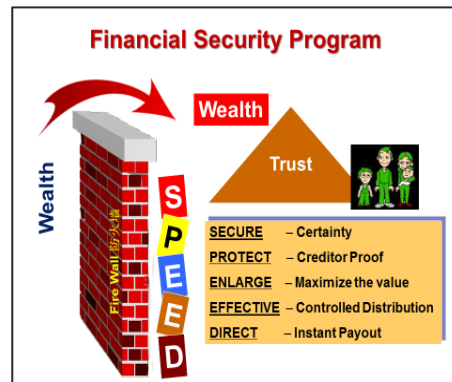 Financial Security Program
Wealth
Wealth
Trust
Fire Wall 防火墙
S
P
E
E
D
SECURE – Certainty
PROTECT – Creditor Proof
ENLARGE – Maximize the value
EFFECTIVE – Controlled Distribution
DIRECT – Instant Payout